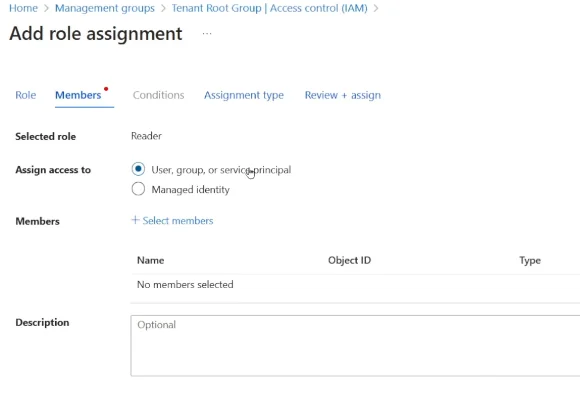 Home > Management groups > Tenant Root Group | Access control (IAM) >
Add role assignment ...
Role Members Conditions Assignment type Review + assign
Selected role Reader
Assign access to User, group, or service principal
Managed identity
Members + Select members
Name Object ID Type
No members selected
Description Optional